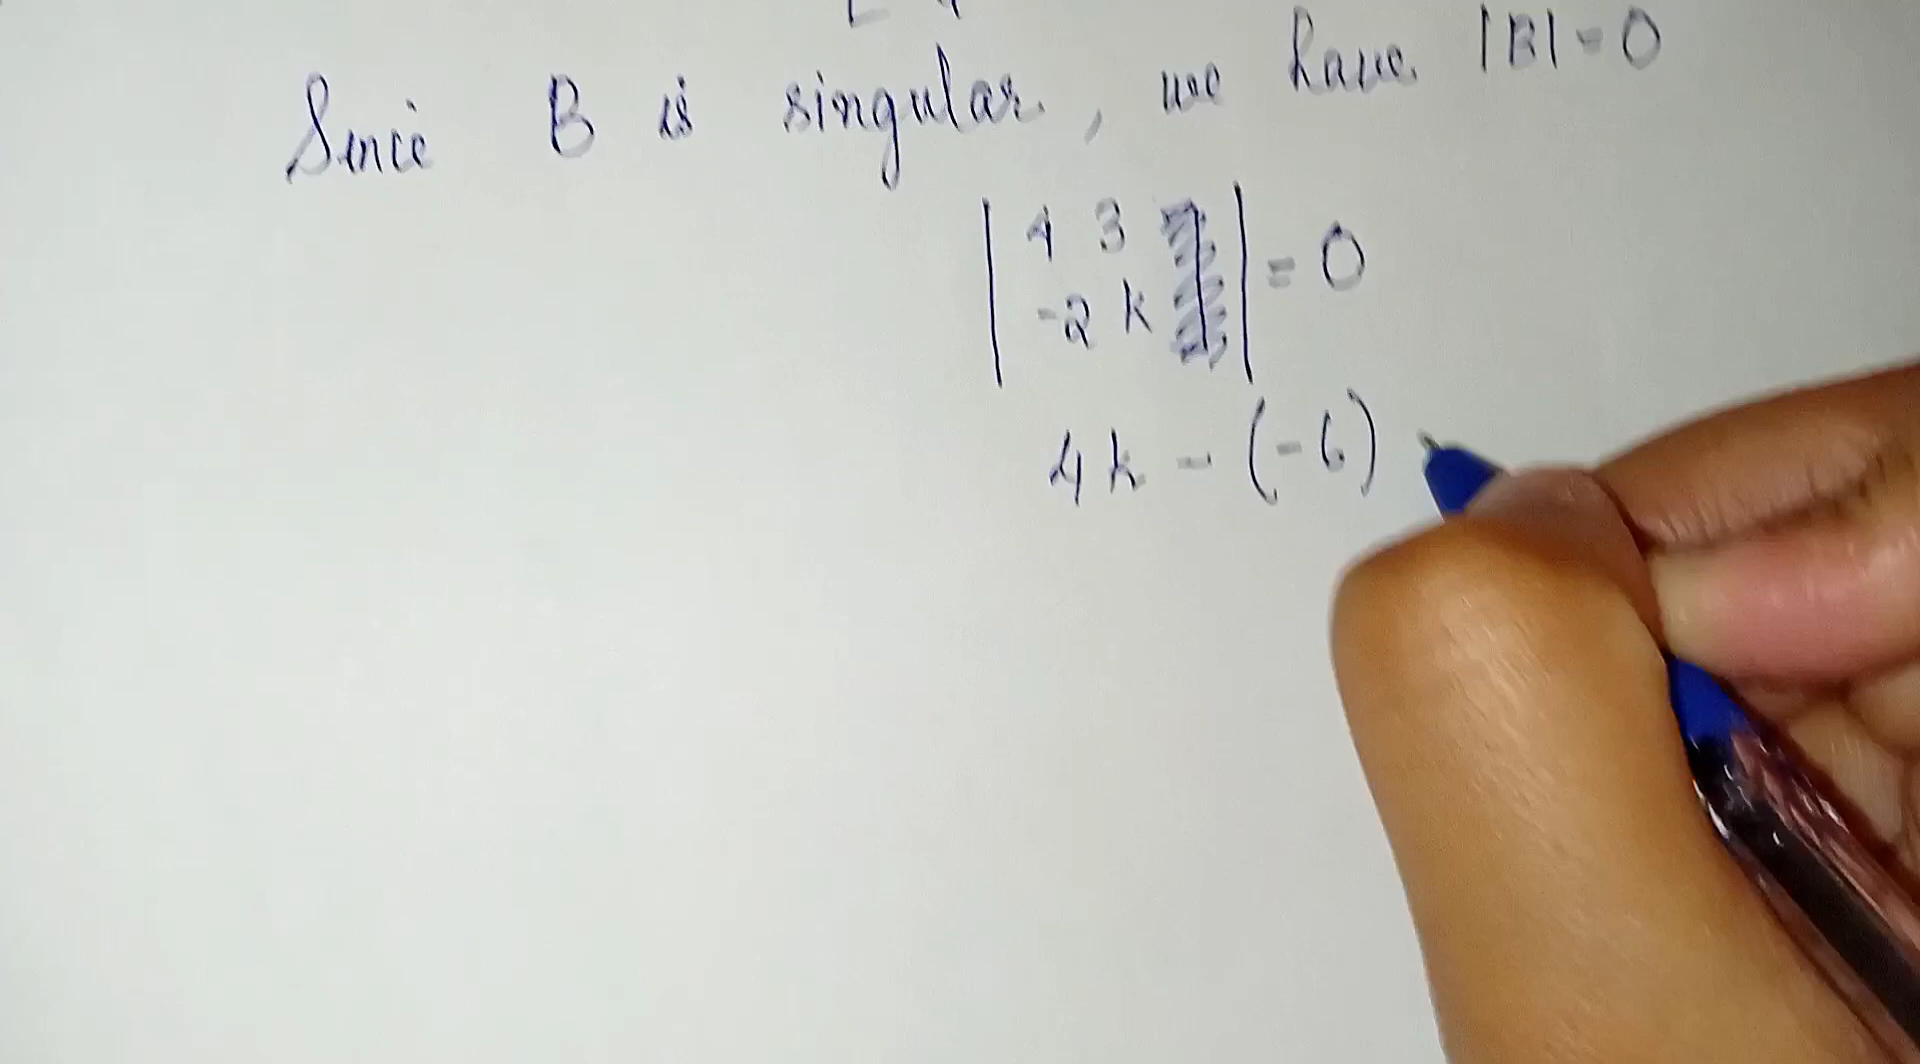 Since B is singular, we have |B| = 0
| 4 3 | = 0
| -2 k |
4k - (-6)